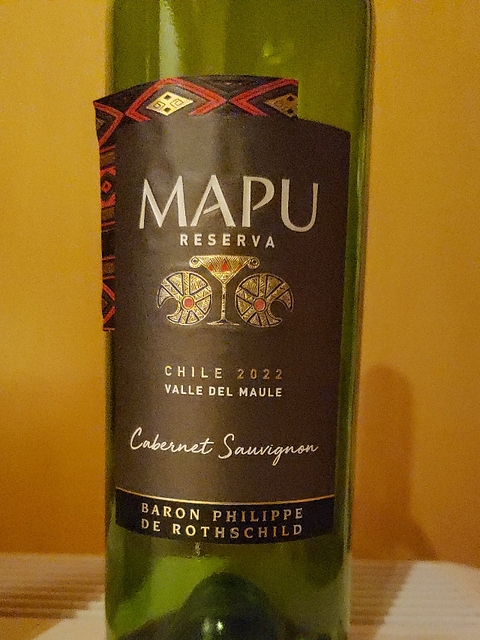 MAPU
RESERVA
CHILE 2022
VALLE DEL MAULE
Cabernet Sauvignon
BARON PHILIPPE
DE ROTHSCHILD